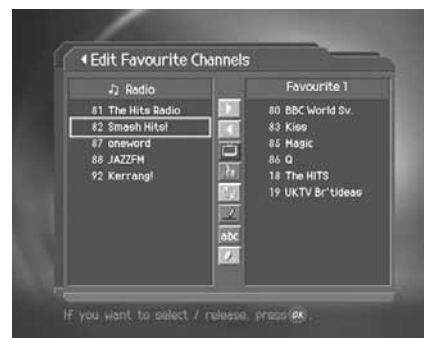 Edit Favourite Channels
Radio
81 The Hits Radio
82 Smash Hits!
87 oneword
88 JAZZFM
92 Kerrang!
abc
Favourite 1
80 BBC World Sv.
83 Kiss
85 Magic
86 Q
18 The HITS
19 UKTV Br'tideas
If you want to select / release, press OK .